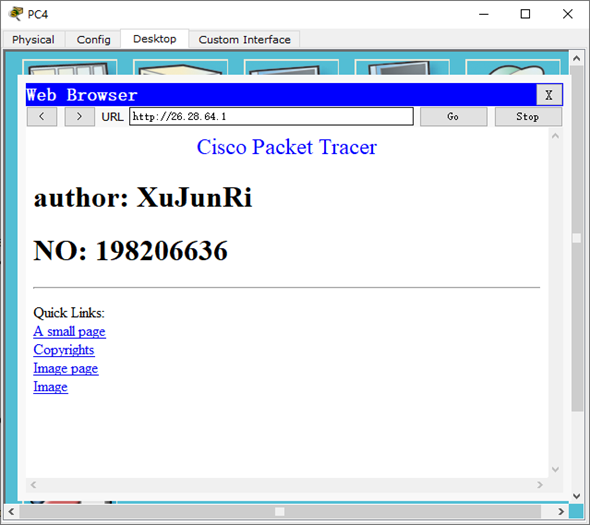 PC4
Physical Config Desktop Custom Interface
Web Browser X
< > URL http://26.28.64.1 Go Stop
Cisco Packet Tracer
author: XuJunRi
NO: 198206636
Quick Links:
A small page
Copyrights
Image page
Image